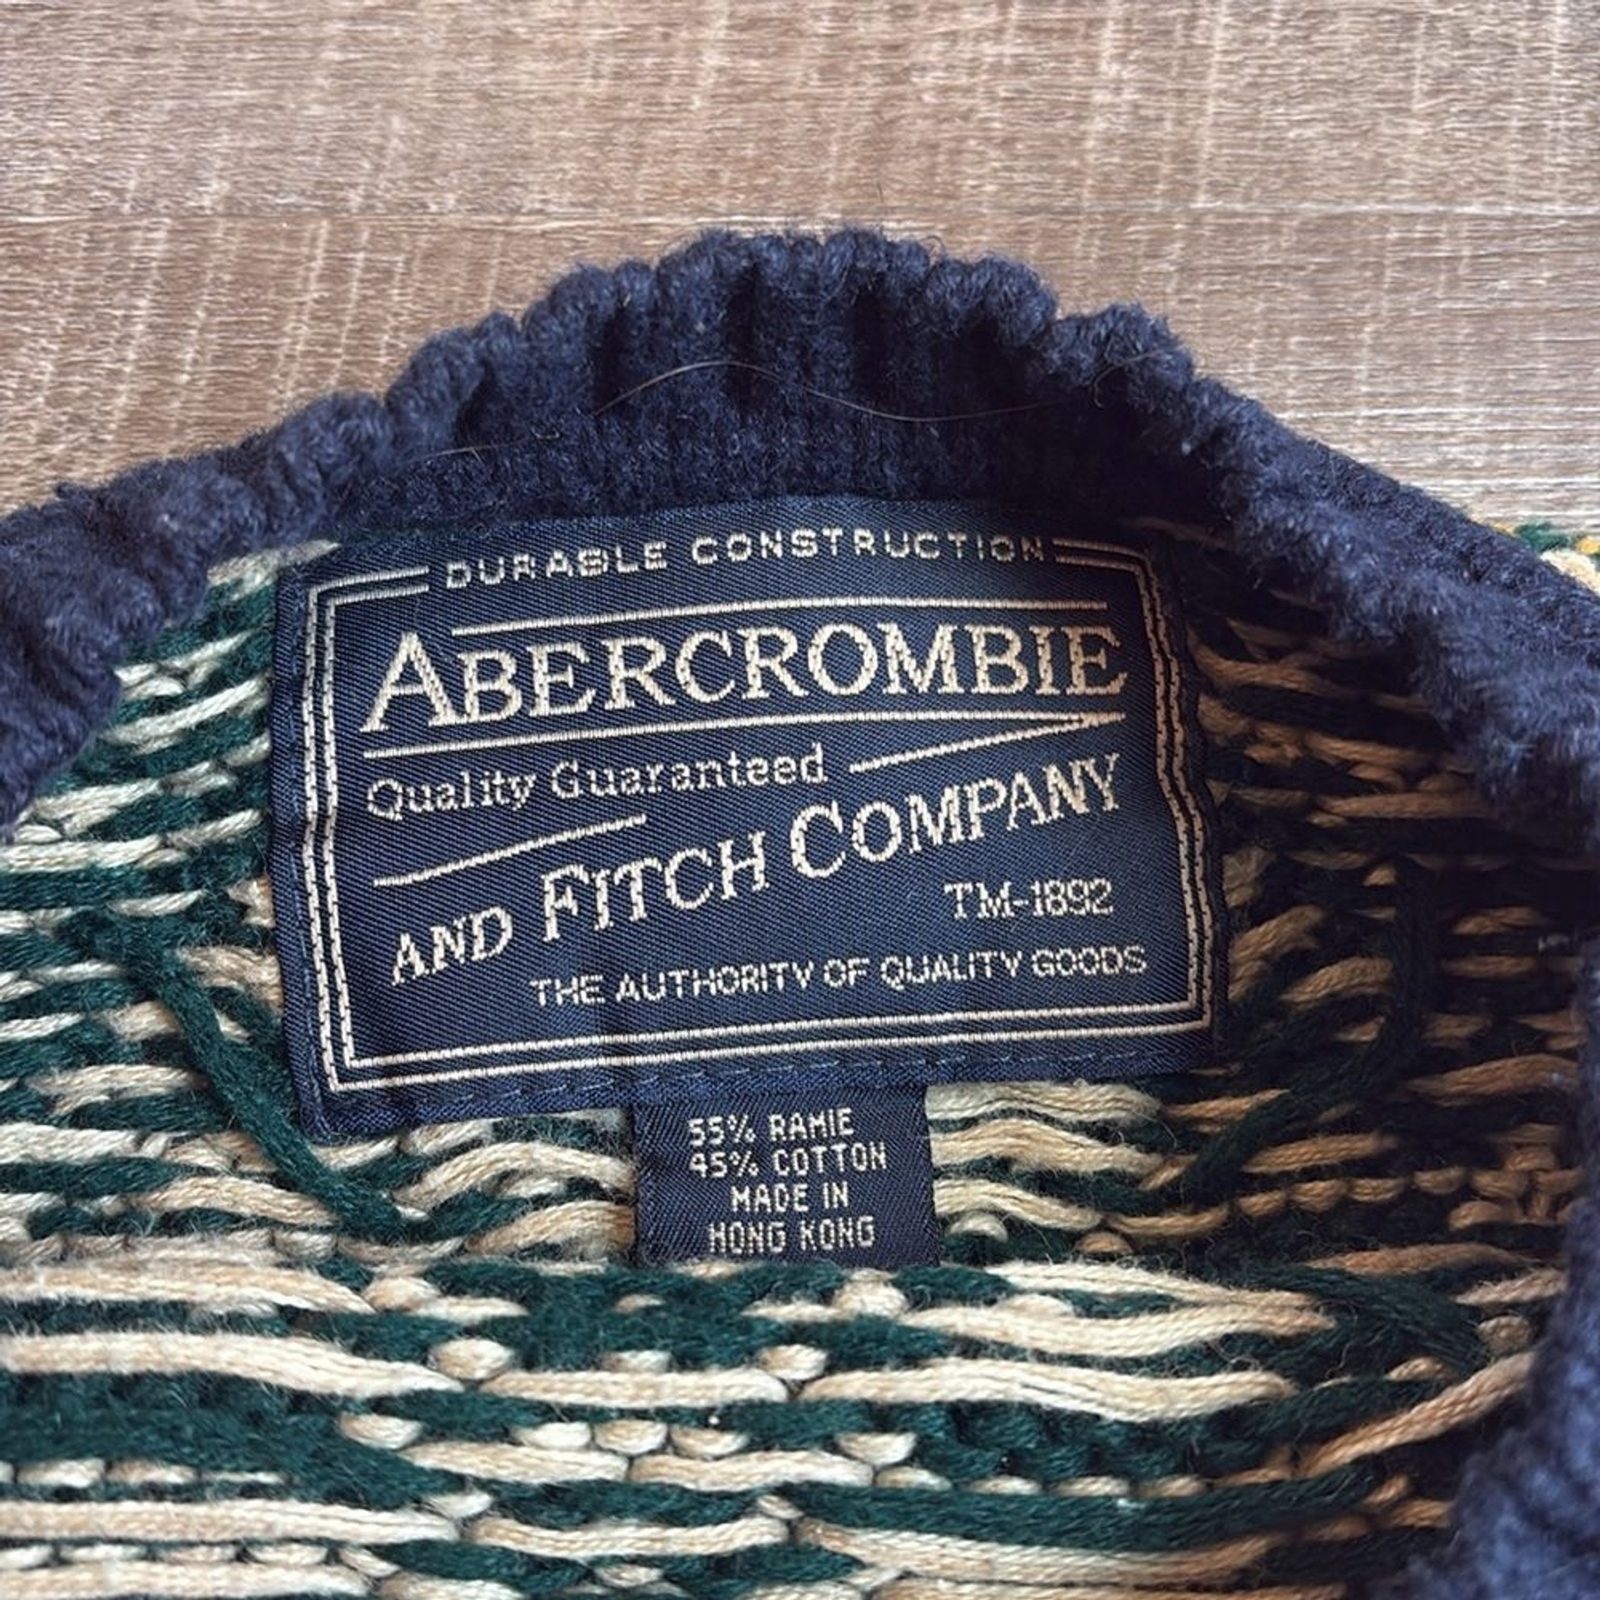 DURABLE CONSTRUCTION
ABERCROMBIE
Quality Guaranteed
AND FITCH COMPANY
TM-1892
THE AUTHORITY OF QUALITY GOODS
55% RAMIE
45% COTTON
MADE IN
HONG KONG